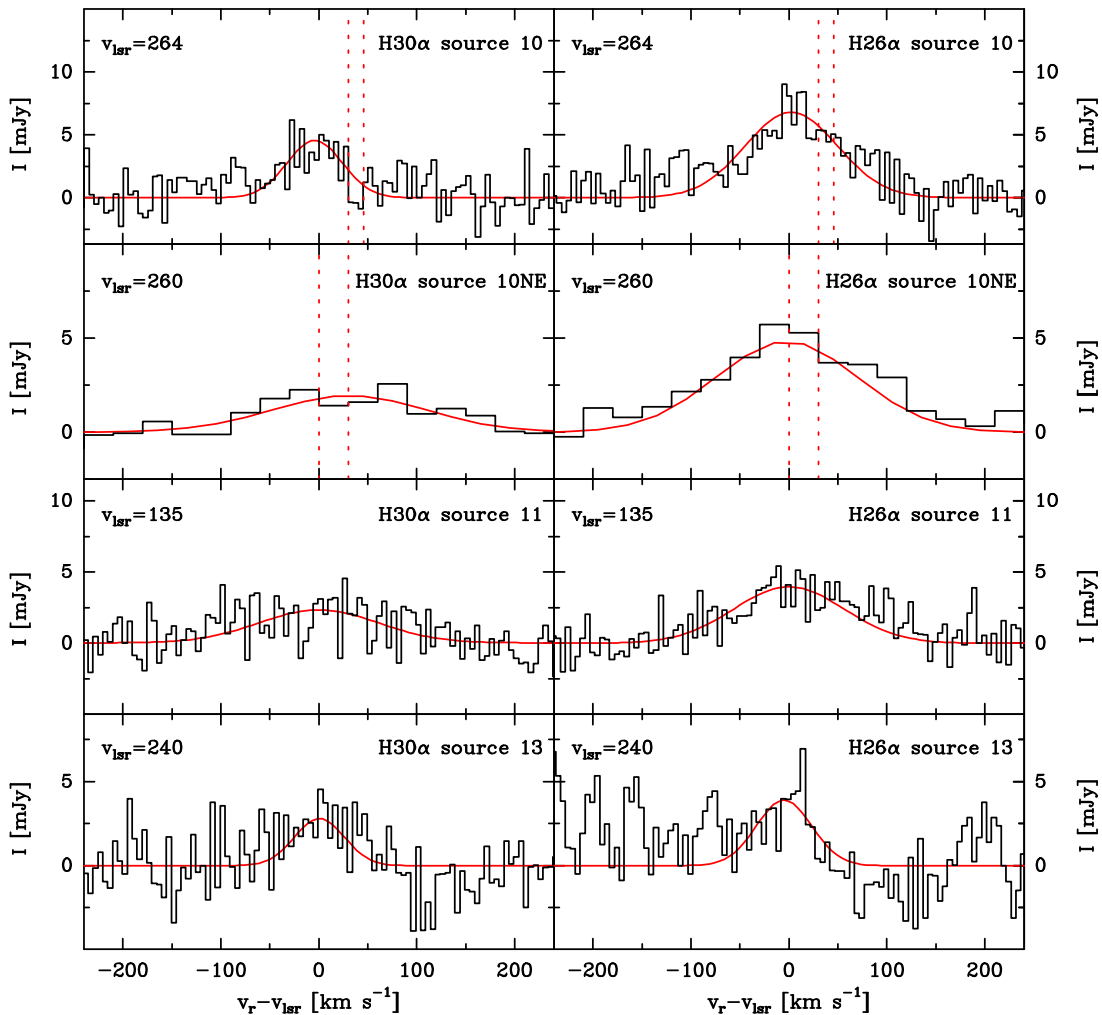 v_lsr=264 H30α source 10
v_lsr=264 H26α source 10
10
5
0
I [mJy]
10
5
0
I [mJy]
v_lsr=260 H30α source 10NE
v_lsr=260 H26α source 10NE
5
0
I [mJy]
5
0
I [mJy]
v_lsr=135 H30α source 11
v_lsr=135 H26α source 11
10
5
0
I [mJy]
10
5
0
I [mJy]
v_lsr=240 H30α source 13
v_lsr=240 H26α source 13
5
0
I [mJy]
5
0
I [mJy]
−200 −100 0 100 200
−200 −100 0 100 200
v_r−v_lsr [km s⁻¹]
v_r−v_lsr [km s⁻¹]